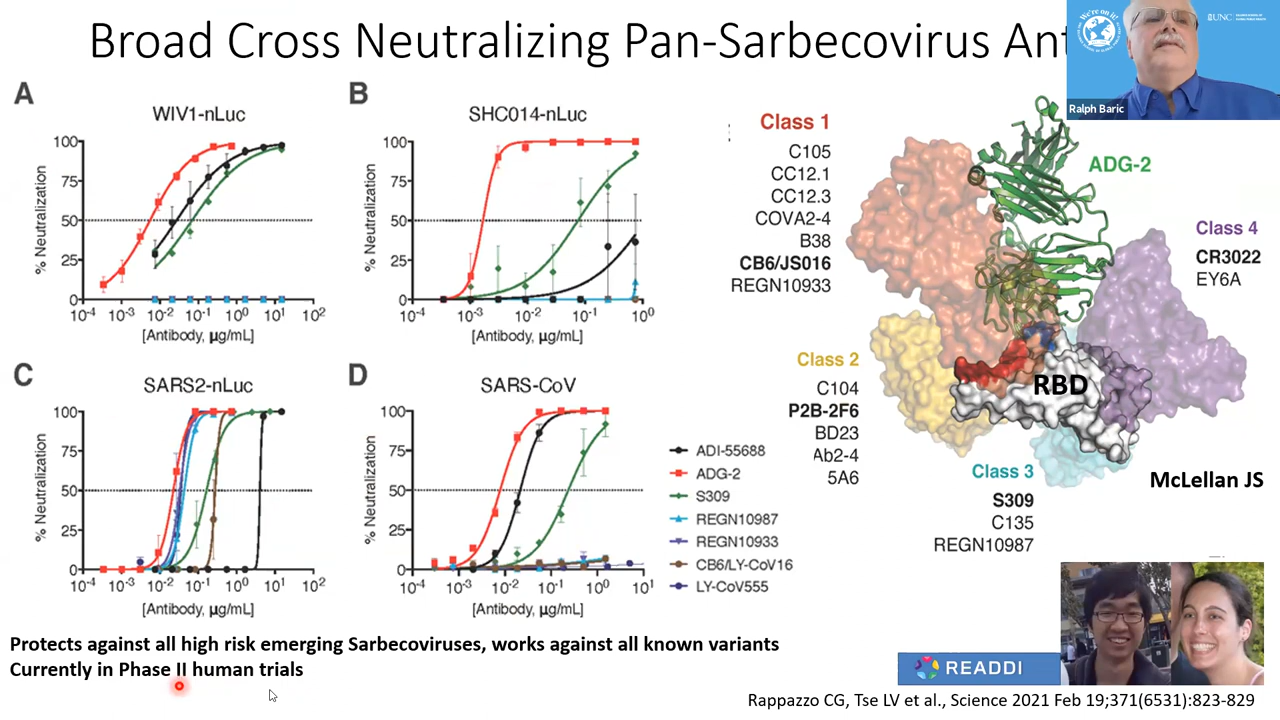 Broad Cross Neutralizing Pan-Sarbecovirus Ant
We're on it!
UNC
Ralph Baric
A
WIV1-nLuc
100
75
50
25
0
% Neutralization
10-4 10-3 10-2 10-1 100 101 102
[Antibody, µg/mL]
B
SHC014-nLuc
100
75
50
25
0
% Neutralization
10-4 10-3 10-2 10-1 100
[Antibody, µg/mL]
C
SARS2-nLuc
100
75
50
25
0
% Neutralization
10-4 10-3 10-2 10-1 100 101 102
[Antibody, µg/mL]
D
SARS-CoV
100
75
50
25
0
% Neutralization
10-4 10-3 10-2 10-1 100 101
[Antibody, µg/mL]
ADI-55688
ADG-2
S309
REGN10987
REGN10933
CB6/LY-CoV16
LY-CoV555
Class 1
C105
CC12.1
CC12.3
COVA2-4
B38
CB6/JS016
REGN10933
ADG-2
Class 4
CR3022
EY6A
Class 2
C104
P2B-2F6
BD23
Ab2-4
5A6
RBD
Class 3
S309
C135
REGN10987
McLellan JS
Protects against all high risk emerging Sarbecoviruses, works against all known variants
Currently in Phase II human trials
READDI
Rappazzo CG, Tse LV et al., Science 2021 Feb 19;371(6531):823-829